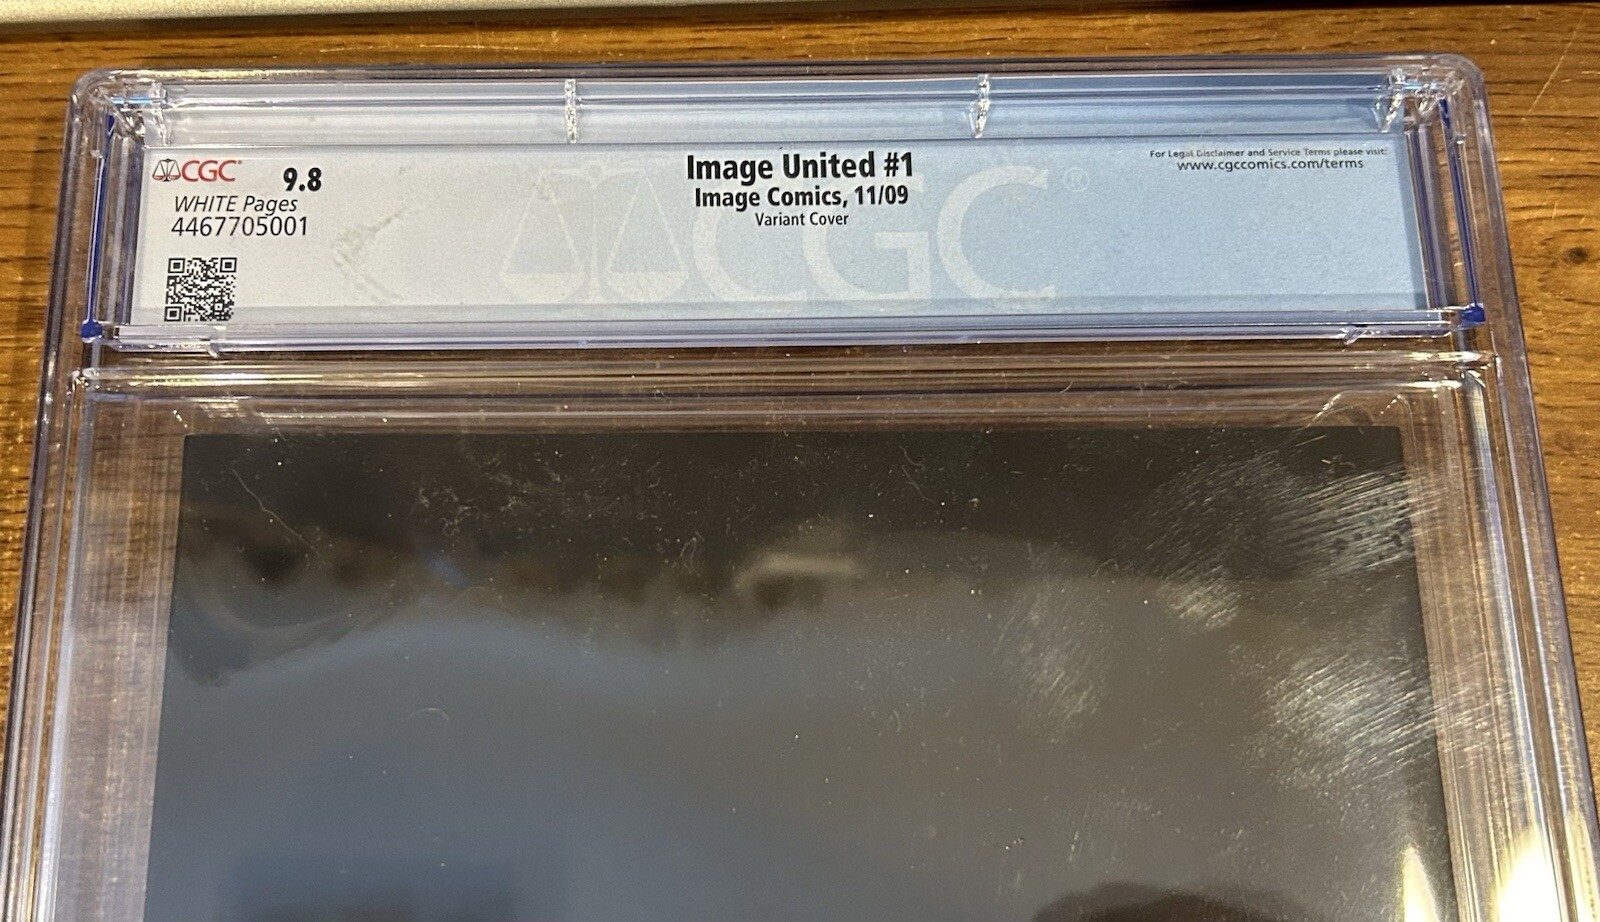 CGC 9.8
WHITE Pages
4467705001
Image United #1
Image Comics, 11/09
Variant Cover
For Legal Disclaimer and Service Terms please visit:
www.cgccomics.com/terms
CGC®